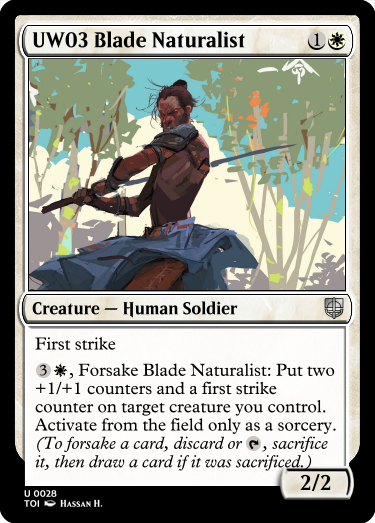 UW03 Blade Naturalist 1
Creature — Human Soldier
First strike
3, Forsake Blade Naturalist: Put two
+1/+1 counters and a first strike
counter on target creature you control.
Activate from the field only as a sorcery.
(To forsake a card, discard or , sacrifice
it, then draw a card if it was sacrificed.)
2/2
U 0028
TOI HASSAN H.